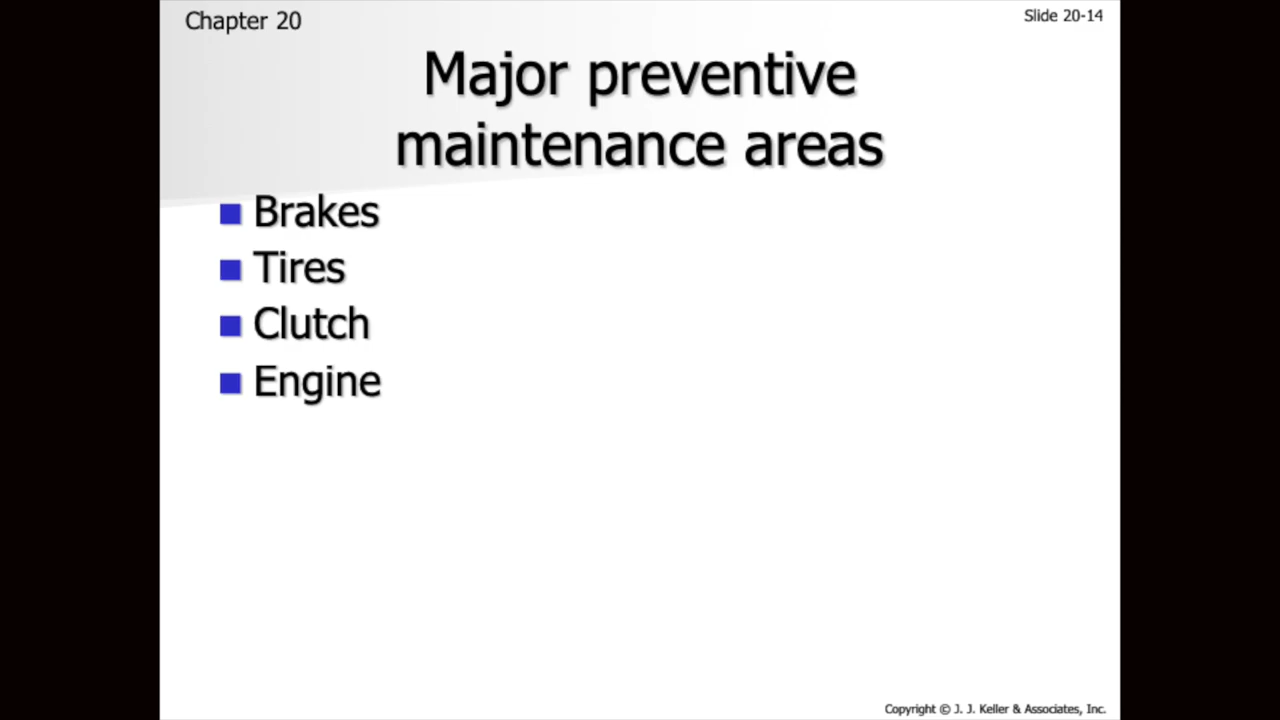 Chapter 20
Slide 20-14
Major preventive
maintenance areas
Brakes
Tires
Clutch
Engine
Copyright © J. J. Keller & Associates, Inc.